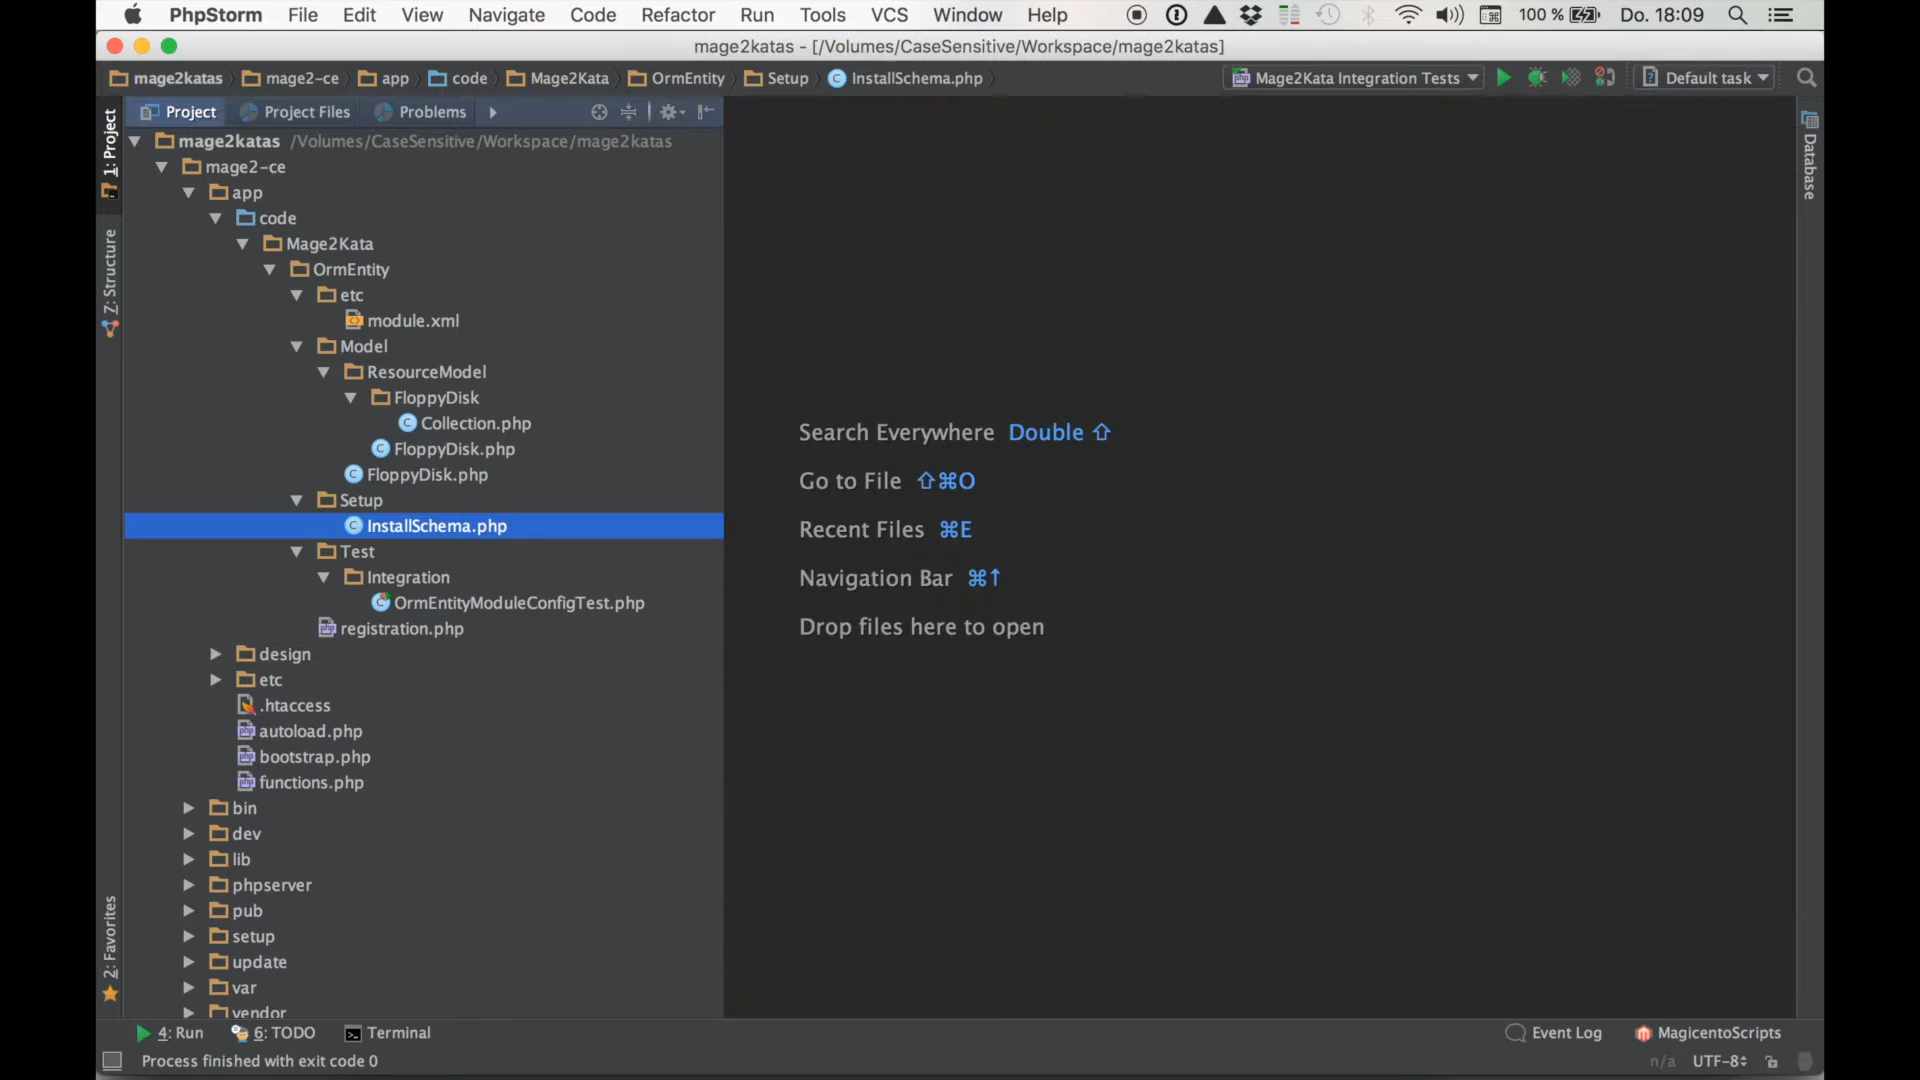 PhpStorm File Edit View Navigate Code Refactor Run Tools VCS Window Help 100 % Do. 18:09
mage2katas - [/Volumes/CaseSensitive/Workspace/mage2katas]
mage2katas mage2-ce app code Mage2Kata OrmEntity Setup InstallSchema.php Mage2Kata Integration Tests Default task
1: Project
Z: Structure
2: Favorites
Project Project Files Problems
mage2katas /Volumes/CaseSensitive/Workspace/mage2katas
mage2-ce
app
code
Mage2Kata
OrmEntity
etc
module.xml
Model
ResourceModel
FloppyDisk
Collection.php
FloppyDisk.php
FloppyDisk.php
Setup
InstallSchema.php
Test
Integration
OrmEntityModuleConfigTest.php
registration.php
design
etc
.htaccess
autoload.php
bootstrap.php
functions.php
bin
dev
lib
phpserver
pub
setup
update
var
vendor
Search Everywhere Double ⇧
Go to File ⇧⌘O
Recent Files ⌘E
Navigation Bar ⌘↑
Drop files here to open
Database
4: Run 6: TODO Terminal Event Log MagicentoScripts
Process finished with exit code 0 n/a UTF-8